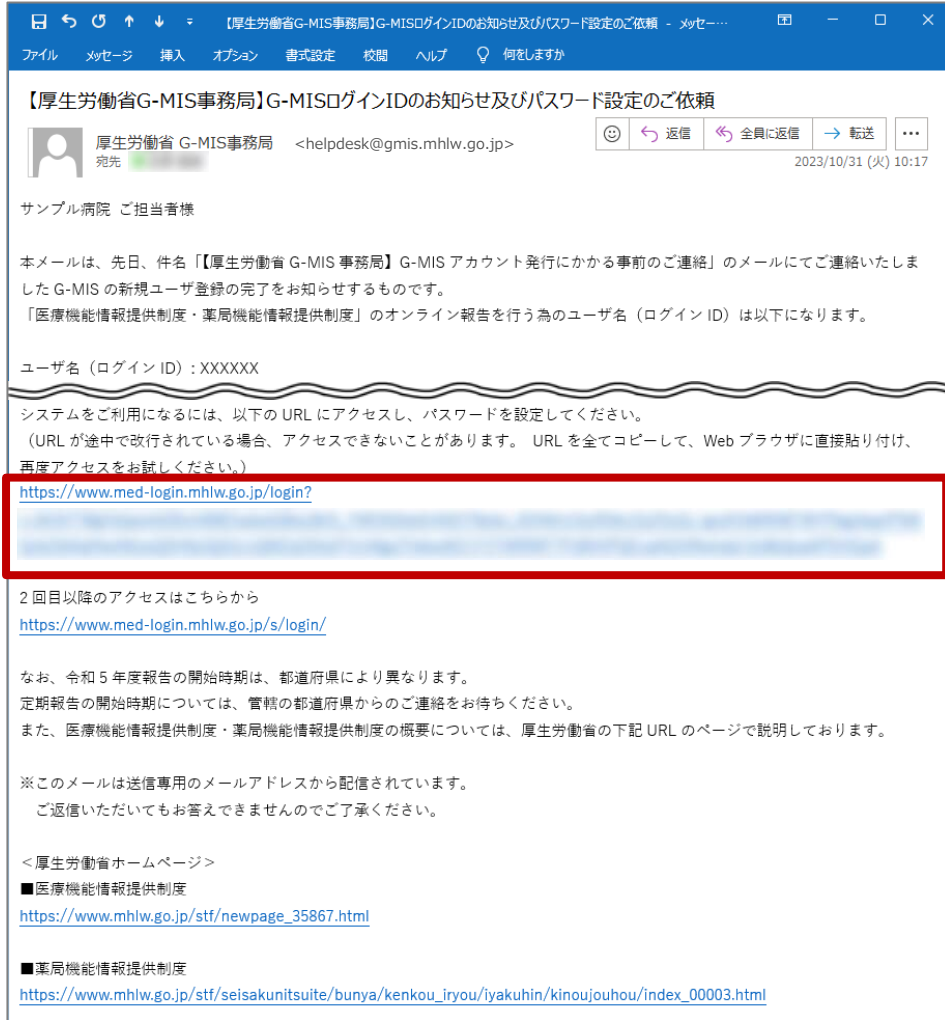 【厚生労働省G-MIS事務局】G-MISログインIDのお知らせ及びパスワード設定のご依頼 - メッセー…
ファイル メッセージ 挿入 オプション 書式設定 校閲 ヘルプ 何をしますか
【厚生労働省G-MIS事務局】G-MISログインIDのお知らせ及びパスワード設定のご依頼
厚生労働省 G-MIS事務局 <helpdesk@gmis.mhlw.go.jp>
返信 全員に返信 転送 …
宛先
2023/10/31 (火) 10:17
サンプル病院 ご担当者様
本メールは、先日、件名「【厚生労働省 G-MIS 事務局】G-MIS アカウント発行にかかる事前のご連絡」のメールにてご連絡いたしま
した G-MIS の新規ユーザ登録の完了をお知らせするものです。
「医療機能情報提供制度・薬局機能情報提供制度」のオンライン報告を行う為のユーザ名（ログイン ID）は以下になります。
ユーザ名（ログイン ID）: XXXXXX
システムをご利用になるには、以下の URL にアクセスし、パスワードを設定してください。
（URL が途中で改行されている場合、アクセスできないことがあります。 URL を全てコピーして、Web ブラウザに直接貼り付け、
再度アクセスをお試しください。）
https://www.med-login.mhlw.go.jp/login?
2 回目以降のアクセスはこちらから
https://www.med-login.mhlw.go.jp/s/login/
なお、令和 5 年度報告の開始時期は、都道府県により異なります。
定期報告の開始時期については、管轄の都道府県からのご連絡をお待ちください。
また、医療機能情報提供制度・薬局機能情報提供制度の概要については、厚生労働省の下記 URL のページで説明しております。
※このメールは送信専用のメールアドレスから配信されています。
ご返信いただいてもお答えできませんのでご了承ください。
＜厚生労働省ホームページ＞
■医療機能情報提供制度
https://www.mhlw.go.jp/stf/newpage_35867.html
■薬局機能情報提供制度
https://www.mhlw.go.jp/stf/seisakunitsuite/bunya/kenkou_iryou/iyakuhin/kinoujouhou/index_00003.html